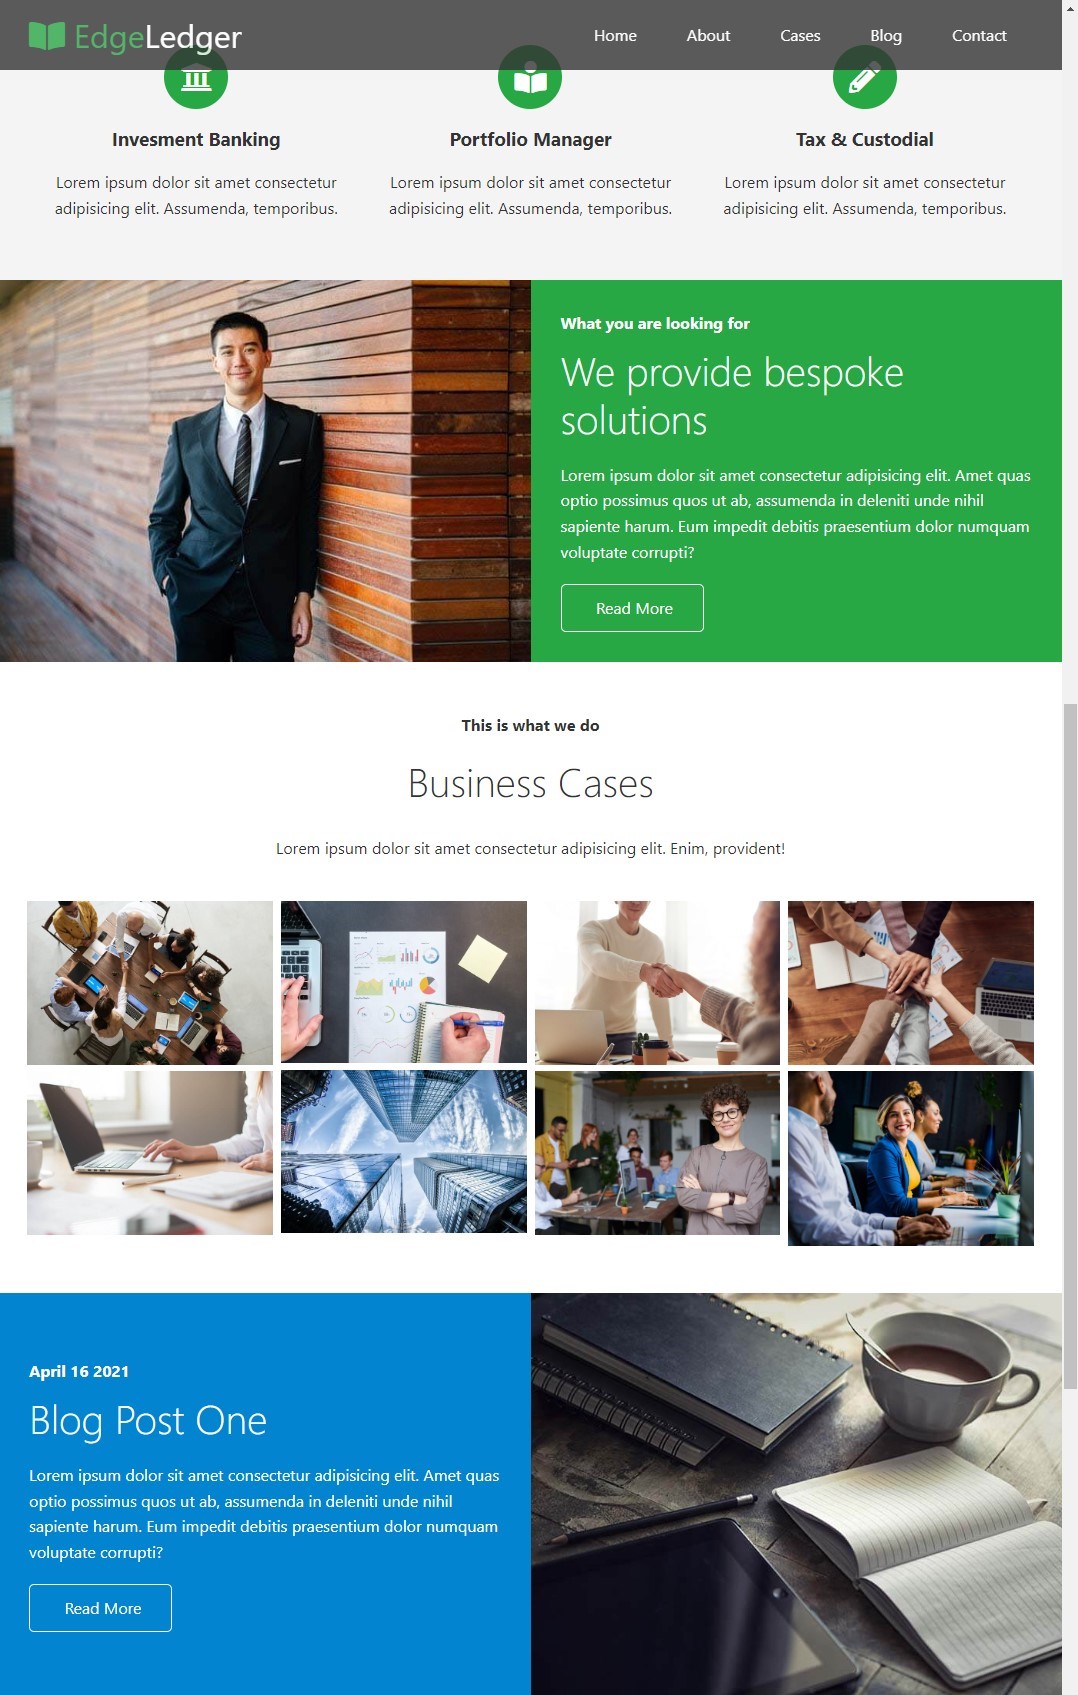 EdgeLedger
Home About Cases Blog Contact
Invesment Banking
Lorem ipsum dolor sit amet consectetur
adipisicing elit. Assumenda, temporibus.
Portfolio Manager
Lorem ipsum dolor sit amet consectetur
adipisicing elit. Assumenda, temporibus.
Tax & Custodial
Lorem ipsum dolor sit amet consectetur
adipisicing elit. Assumenda, temporibus.
What you are looking for
We provide bespoke
solutions
Lorem ipsum dolor sit amet consectetur adipisicing elit. Amet quas
optio possimus quos ut ab, assumenda in deleniti unde nihil
sapiente harum. Eum impedit debitis praesentium dolor numquam
voluptate corrupti?
Read More
This is what we do
Business Cases
Lorem ipsum dolor sit amet consectetur adipisicing elit. Enim, provident!
April 16 2021
Blog Post One
Lorem ipsum dolor sit amet consectetur adipisicing elit. Amet quas
optio possimus quos ut ab, assumenda in deleniti unde nihil
sapiente harum. Eum impedit debitis praesentium dolor numquam
voluptate corrupti?
Read More